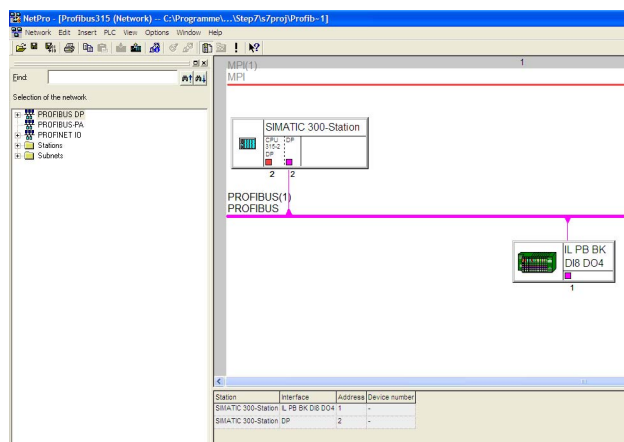 NetPro - [Profibus315 (Network) -- C:\Programme\...\Step7\s7proj\Profib~1]
Network Edit Insert PLC View Options Window Help
Find:
Selection of the network
PROFIBUS DP
PROFIBUS-PA
PROFINET IO
Stations
Subnets
1
MPI(1)
MPI
SIMATIC 300-Station
CPU
315-2
DP
DP
2 2
PROFIBUS(1)
PROFIBUS
IL PB BK
DI8 DO4
1
Station Interface Address Device number
SIMATIC 300-Station IL PB BK DI8 DO4 1 -
SIMATIC 300-Station DP 2 -